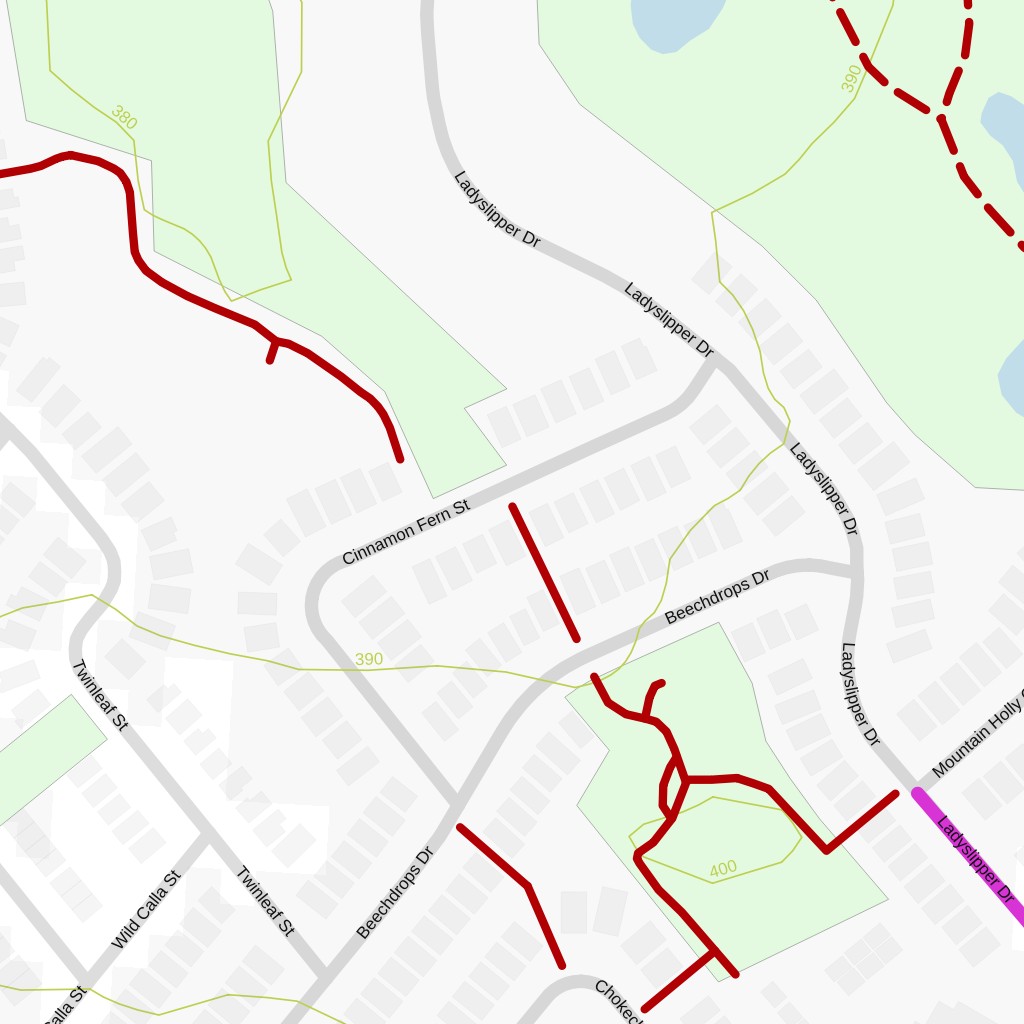 390
380
Ladyslipper Dr
Ladyslipper Dr
Ladyslipper Dr
Cinnamon Fern St
Beechdrops Dr
390
Twinleaf St
Ladyslipper Dr
Mountain Holly
Ladyslipper Dr
400
Twinleaf St
Beechdrops Dr
Wild Calla St
Calla St